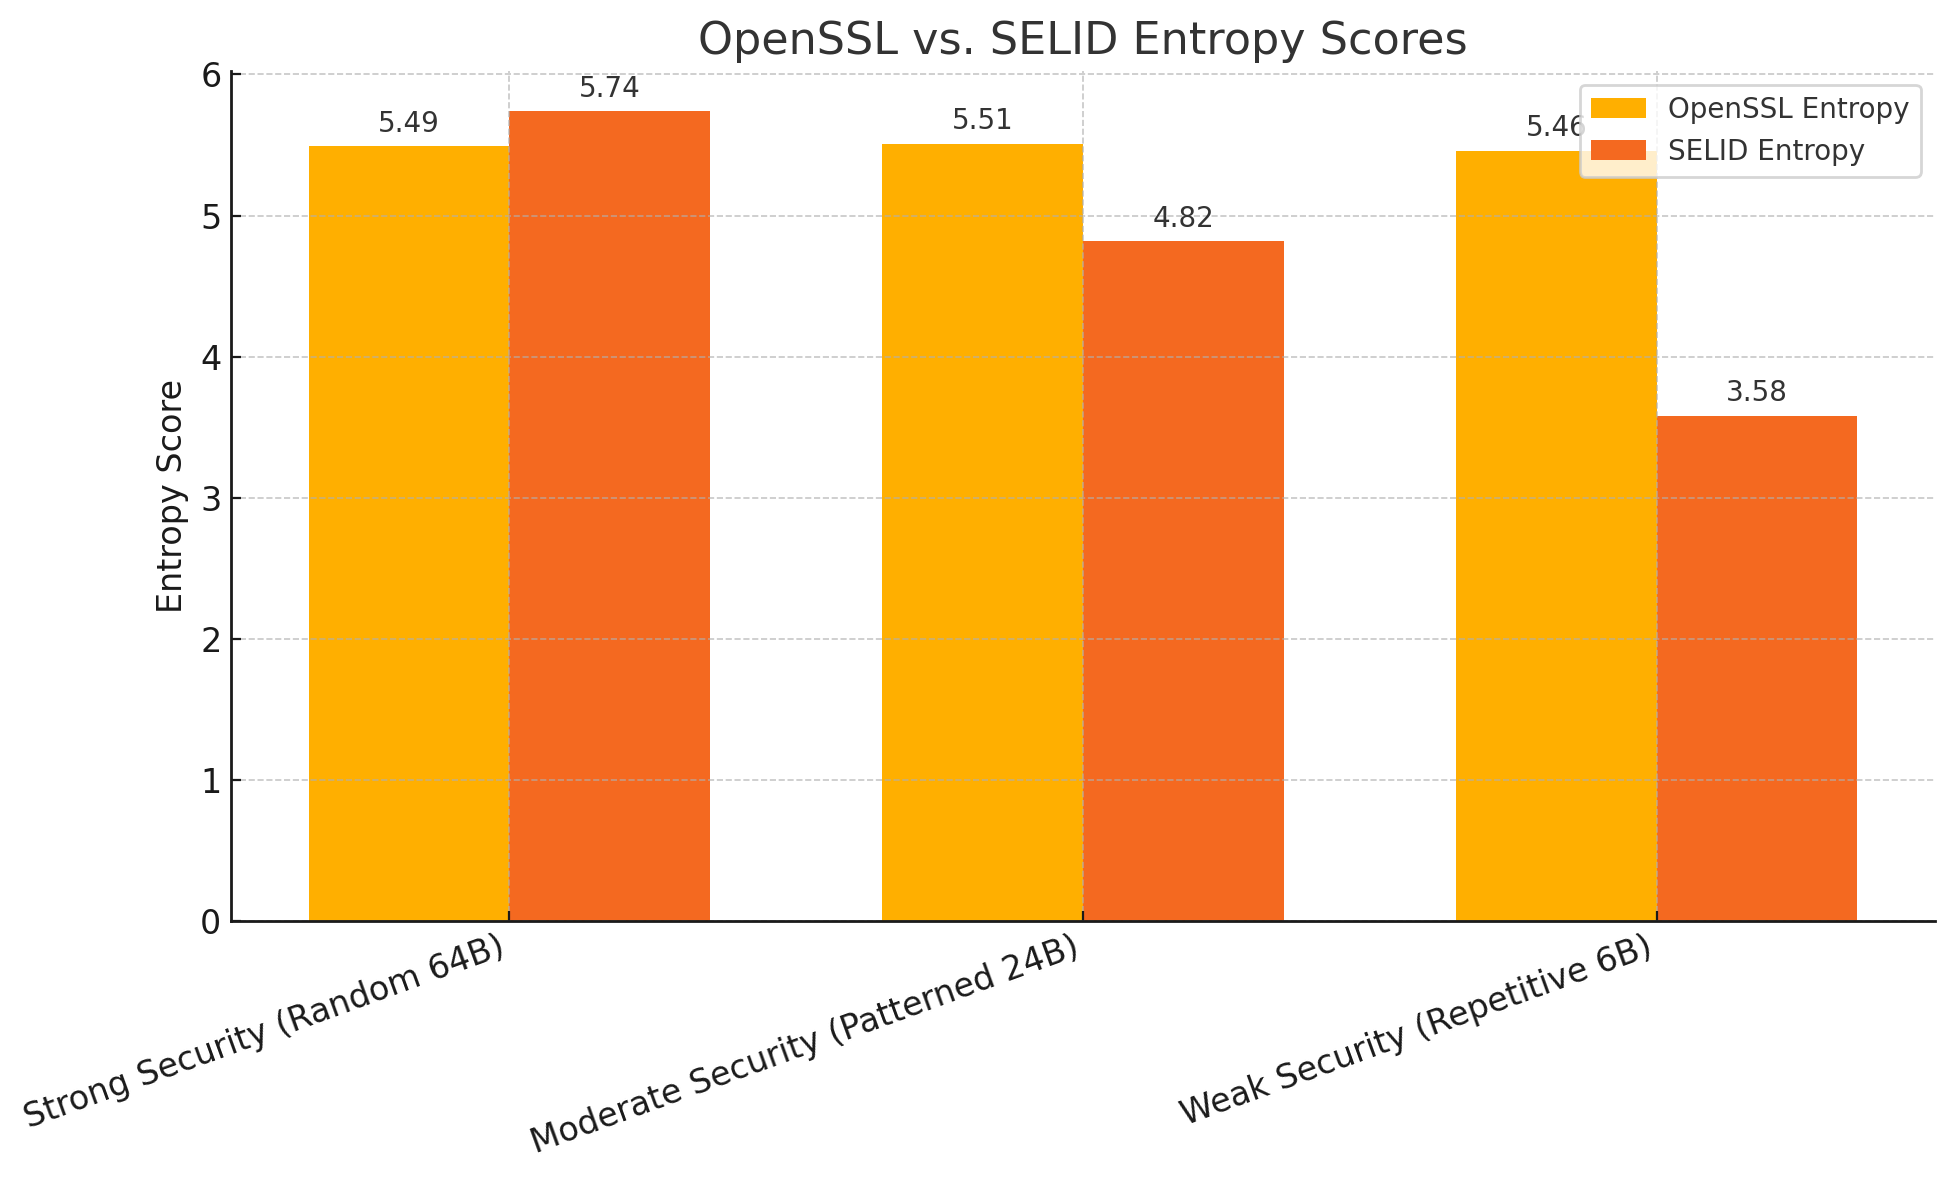 OpenSSL vs. SELID Entropy Scores
6
5
4
3
2
1
0
Entropy Score
5.49
5.74
5.51
4.82
5.46
3.58
OpenSSL Entropy
SELID Entropy
Strong Security (Random 64B)
Moderate Security (Patterned 24B)
Weak Security (Repetitive 6B)